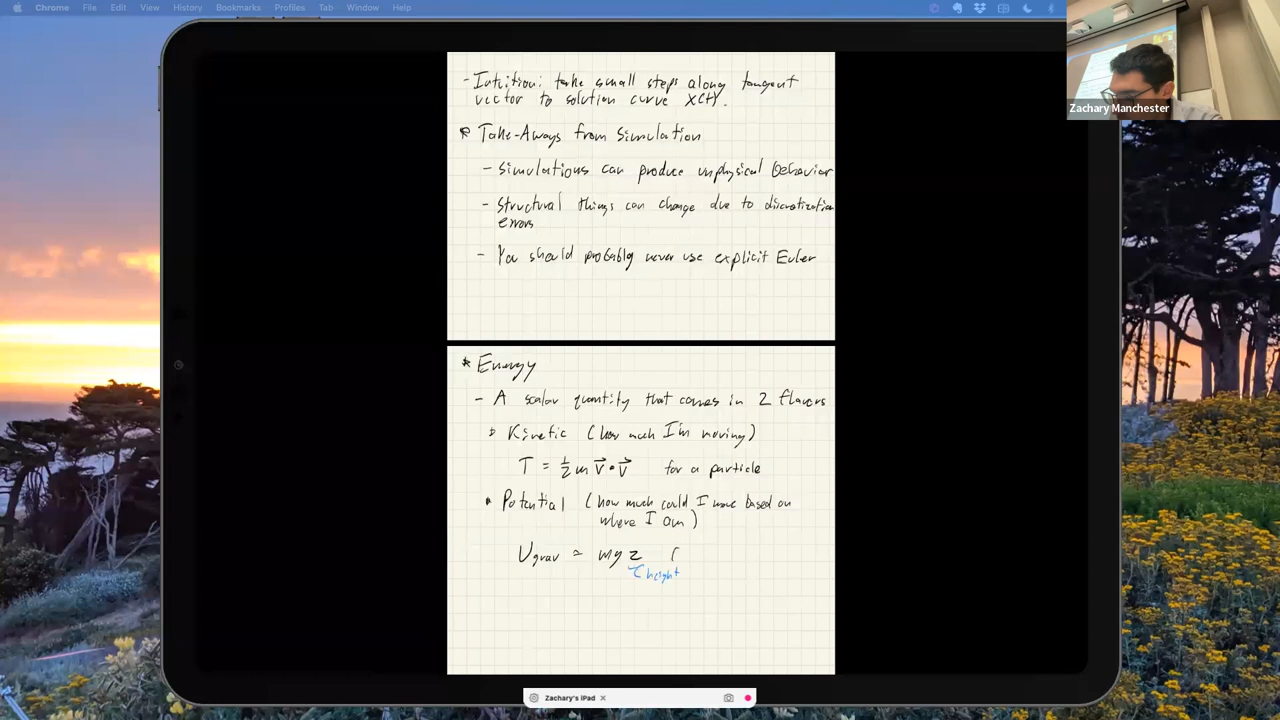 Chrome File Edit View History Bookmarks Profiles Tab Window Help
Zachary Manchester
- Intuition: take small steps along tangent
vector to solution curve x(t).
* Take-Aways from Simulation
- Simulations can produce unphysical behavior
- Structural things can change due to discretization
errors
- You should probably never use explicit Euler
* Energy
- A scalar quantity that comes in 2 flavors
• Kinetic (how much I'm moving)
T = ½ m v⃗ • v⃗ for a particle
• Potential (how much could I move based on
where I am)
Ugrav ≃ mgz (
height
Zachary's iPad